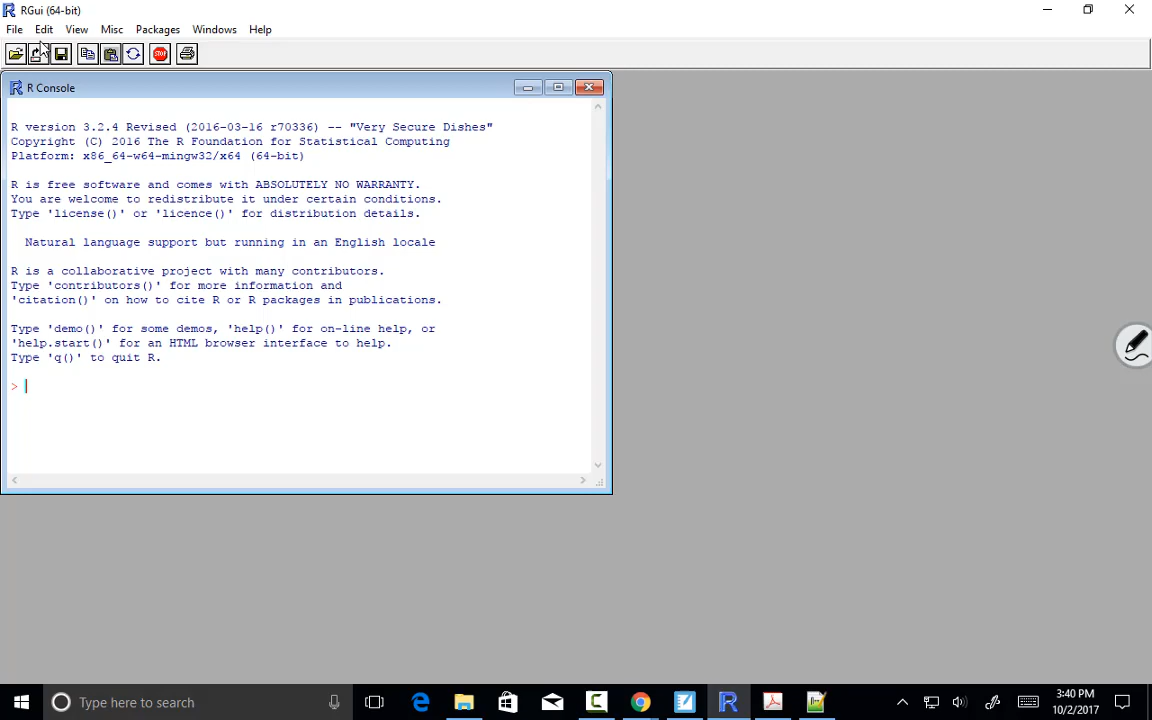 RGui (64-bit)
File Edit View Misc Packages Windows Help
STOP
R Console
R version 3.2.4 Revised (2016-03-16 r70336) -- "Very Secure Dishes"
Copyright (C) 2016 The R Foundation for Statistical Computing
Platform: x86_64-w64-mingw32/x64 (64-bit)
R is free software and comes with ABSOLUTELY NO WARRANTY.
You are welcome to redistribute it under certain conditions.
Type 'license()' or 'licence()' for distribution details.
Natural language support but running in an English locale
R is a collaborative project with many contributors.
Type 'contributors()' for more information and
'citation()' on how to cite R or R packages in publications.
Type 'demo()' for some demos, 'help()' for on-line help, or
'help.start()' for an HTML browser interface to help.
Type 'q()' to quit R.
>
Type here to search
3:40 PM
10/2/2017